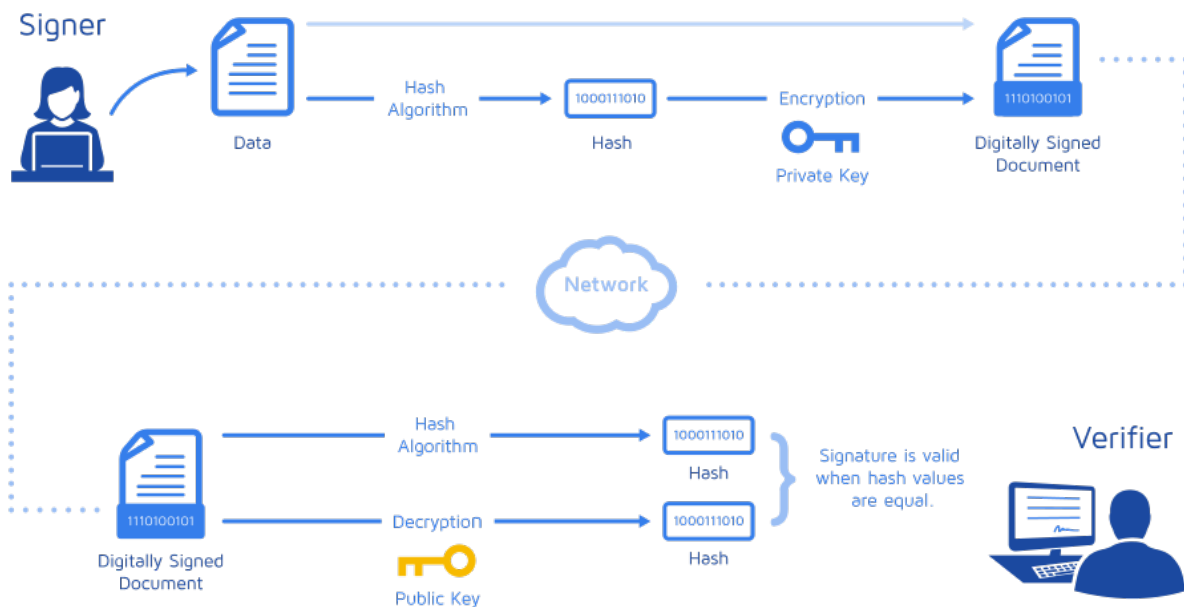 Signer
Data
Hash
Algorithm
1000111010
Hash
Encryption
Private Key
1110100101
Digitally Signed
Document
Network
1110100101
Digitally Signed
Document
Hash
Algorithm
1000111010
Hash
Decryption
Public Key
1000111010
Hash
Signature is valid
when hash values
are equal.
Verifier